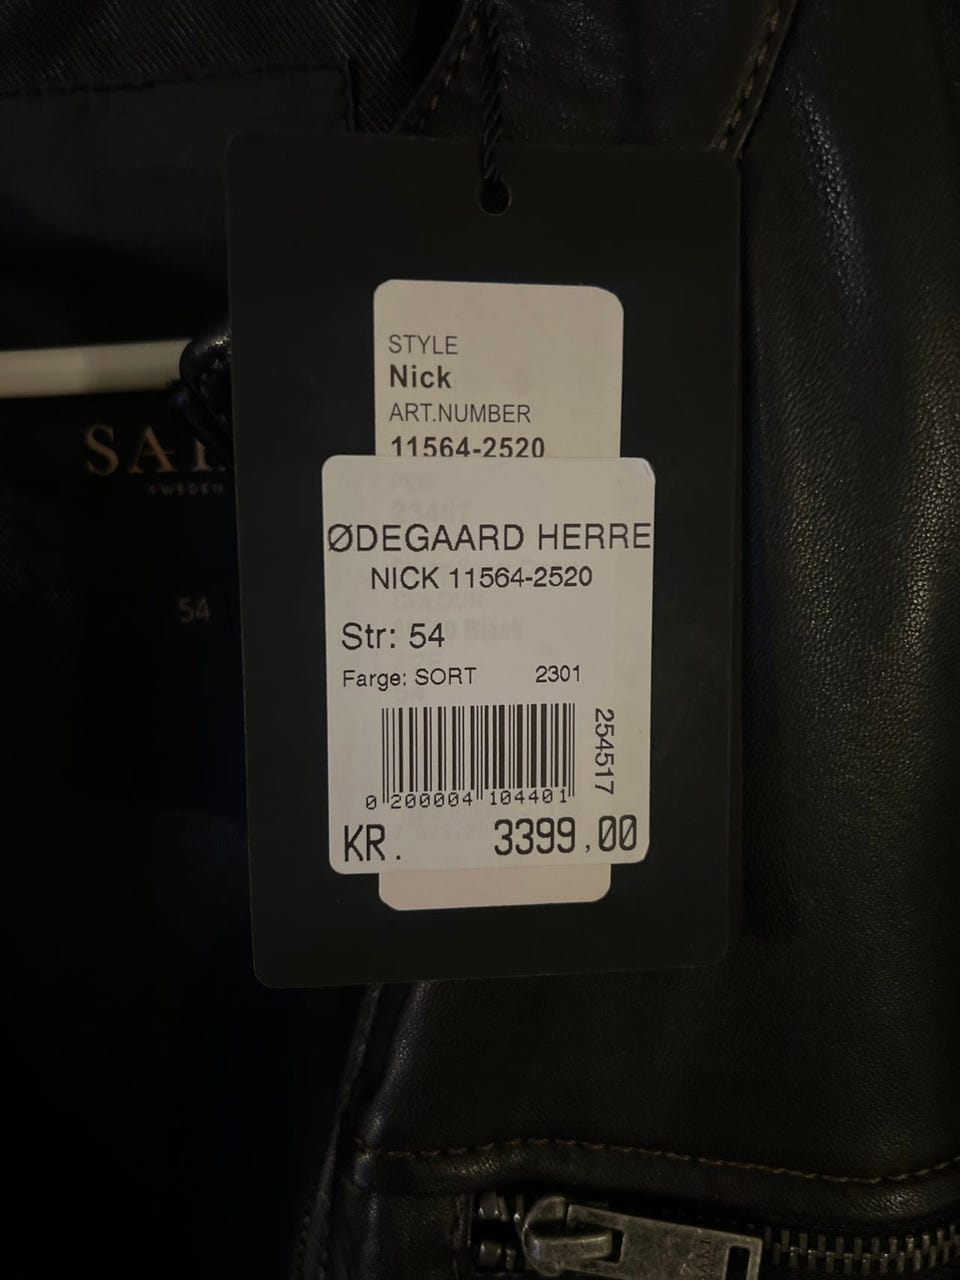 STYLE
Nick
ART.NUMBER
11564-2520
ØDEGAARD HERRE
NICK 11564-2520
Str: 54
Farge: SORT 2301
254517
0 200004 104401
KR. 3399,00
SWEDEN
54